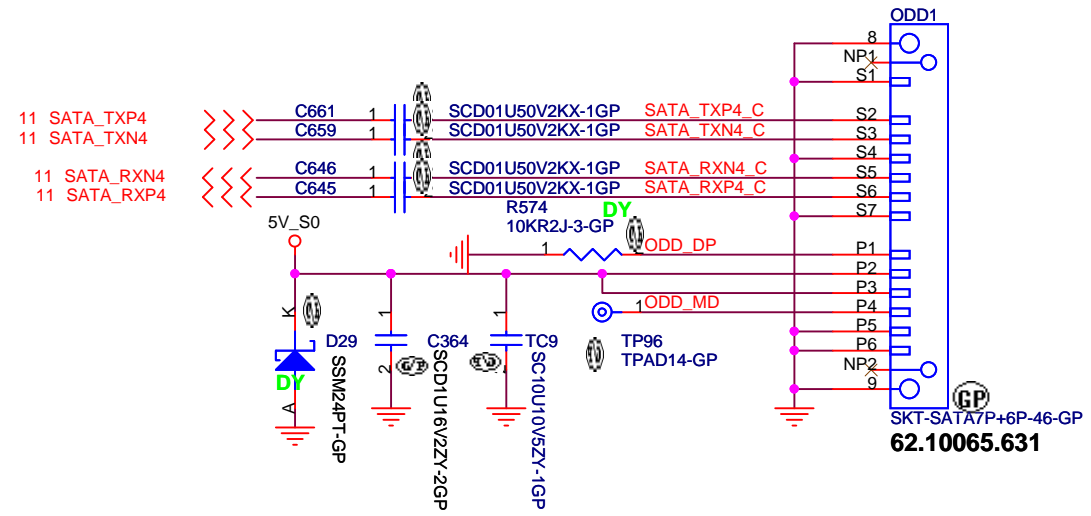 ODD1
8
NP1
S1
11 SATA_TXP4
C661
1
SCD01U50V2KX-1GP
SATA_TXP4_C
S2
11 SATA_TXN4
C659
1
SCD01U50V2KX-1GP
SATA_TXN4_C
S3
S4
11 SATA_RXN4
C646
1
SCD01U50V2KX-1GP
SATA_RXN4_C
S5
11 SATA_RXP4
C645
1
SCD01U50V2KX-1GP
SATA_RXP4_C
S6
R574
DY
S7
5V_S0
10KR2J-3-GP
1
ODD_DP
P1
P2
P3
1
ODD_MD
P4
K
1
1
D29
C364
TC9
TP96
P5
TPAD14-GP
P6
DY
2
NP2
A
9
SSM24PT-GP
SCD1U16V2ZY-2GP
SC10U10V5ZY-1GP
GP
SKT-SATA7P+6P-46-GP
62.10065.631